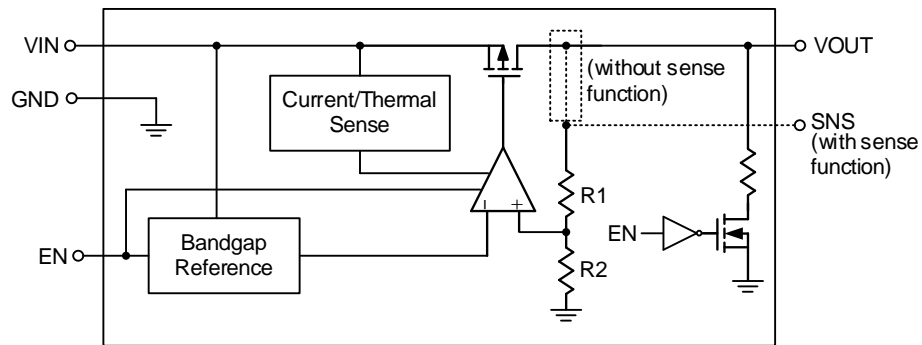 VIN
VOUT
(without sense
function)
GND
Current/Thermal
Sense
SNS
(with sense
function)
R1
EN
Bandgap
Reference
R2
EN